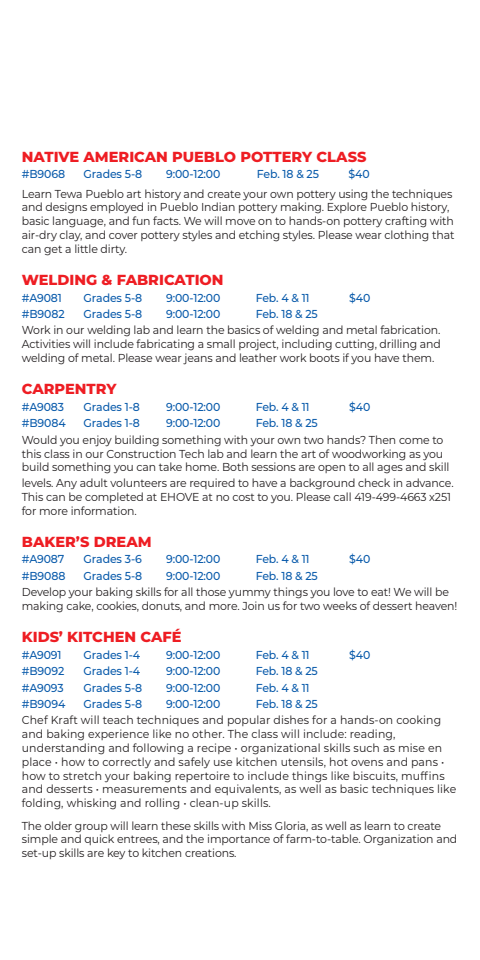 NATIVE AMERICAN PUEBLO POTTERY CLASS
#B9068 Grades 5-8 9:00-12:00 Feb. 18 & 25 $40
Learn Tewa Pueblo art history and create your own pottery using the techniques
and designs employed in Pueblo Indian pottery making. Explore Pueblo history,
basic language, and fun facts. We will move on to hands-on pottery crafting with
air-dry clay, and cover pottery styles and etching styles. Please wear clothing that
can get a little dirty.
WELDING & FABRICATION
#A9081 Grades 5-8 9:00-12:00 Feb. 4 & 11 $40
#B9082 Grades 5-8 9:00-12:00 Feb. 18 & 25
Work in our welding lab and learn the basics of welding and metal fabrication.
Activities will include fabricating a small project, including cutting, drilling and
welding of metal. Please wear jeans and leather work boots if you have them.
CARPENTRY
#A9083 Grades 1-8 9:00-12:00 Feb. 4 & 11 $40
#B9084 Grades 1-8 9:00-12:00 Feb. 18 & 25
Would you enjoy building something with your own two hands? Then come to
this class in our Construction Tech lab and learn the art of woodworking as you
build something you can take home. Both sessions are open to all ages and skill
levels. Any adult volunteers are required to have a background check in advance.
This can be completed at EHOVE at no cost to you. Please call 419-499-4663 x251
for more information.
BAKER'S DREAM
#A9087 Grades 3-6 9:00-12:00 Feb. 4 & 11 $40
#B9088 Grades 5-8 9:00-12:00 Feb. 18 & 25
Develop your baking skills for all those yummy things you love to eat! We will be
making cake, cookies, donuts, and more. Join us for two weeks of dessert heaven!
KIDS' KITCHEN CAFÉ
#A9091 Grades 1-4 9:00-12:00 Feb. 4 & 11 $40
#B9092 Grades 1-4 9:00-12:00 Feb. 18 & 25
#A9093 Grades 5-8 9:00-12:00 Feb. 4 & 11
#B9094 Grades 5-8 9:00-12:00 Feb. 18 & 25
Chef Kraft will teach techniques and popular dishes for a hands-on cooking
and baking experience like no other. The class will include: reading,
understanding and following a recipe • organizational skills such as mise en
place • how to correctly and safely use kitchen utensils, hot ovens and pans •
how to stretch your baking repertoire to include things like biscuits, muffins
and desserts • measurements and equivalents, as well as basic techniques like
folding, whisking and rolling • clean-up skills.
The older group will learn these skills with Miss Gloria, as well as learn to create
simple and quick entrees, and the importance of farm-to-table. Organization and
set-up skills are key to kitchen creations.